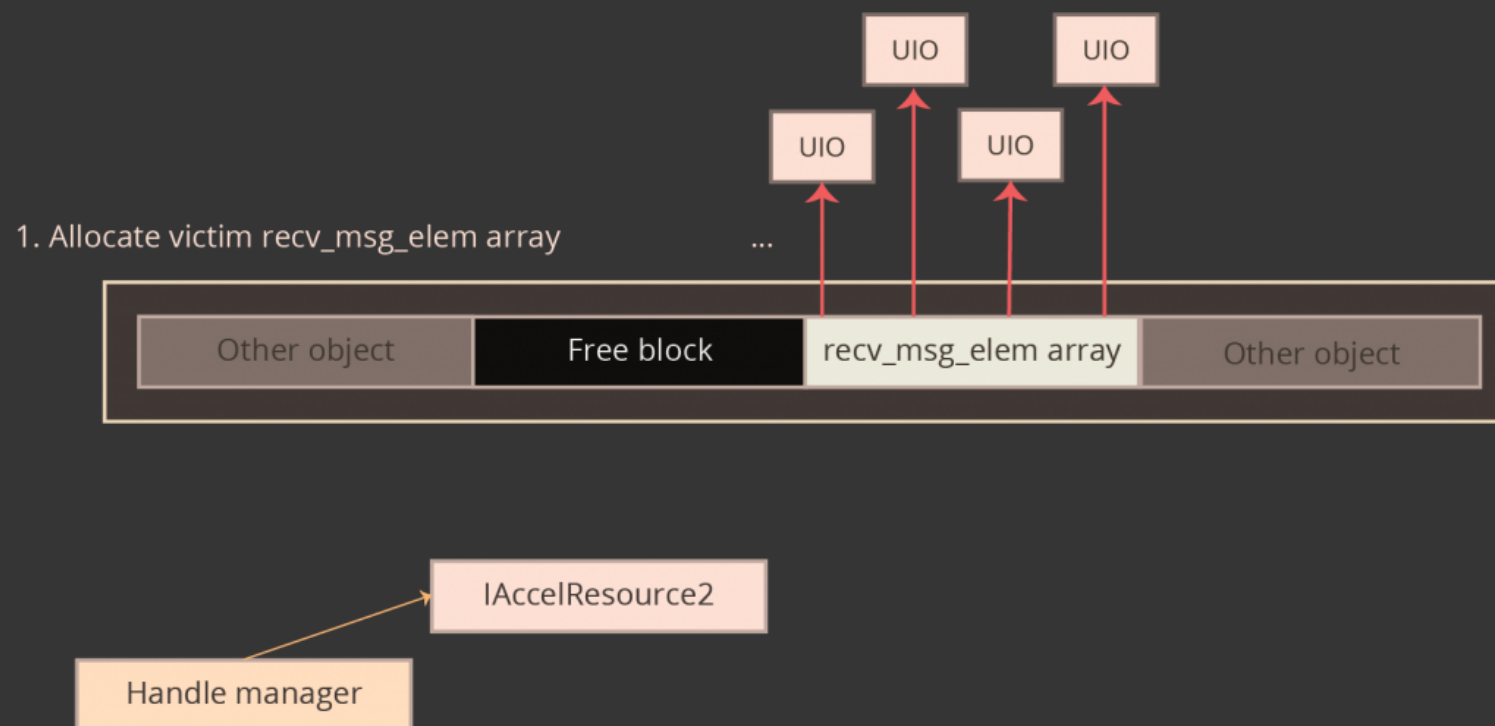 UIO
UIO
UIO
UIO
1. Allocate victim recv_msg_elem array
...
Other object
Free block
recv_msg_elem array
Other object
IAccelResource2
Handle manager